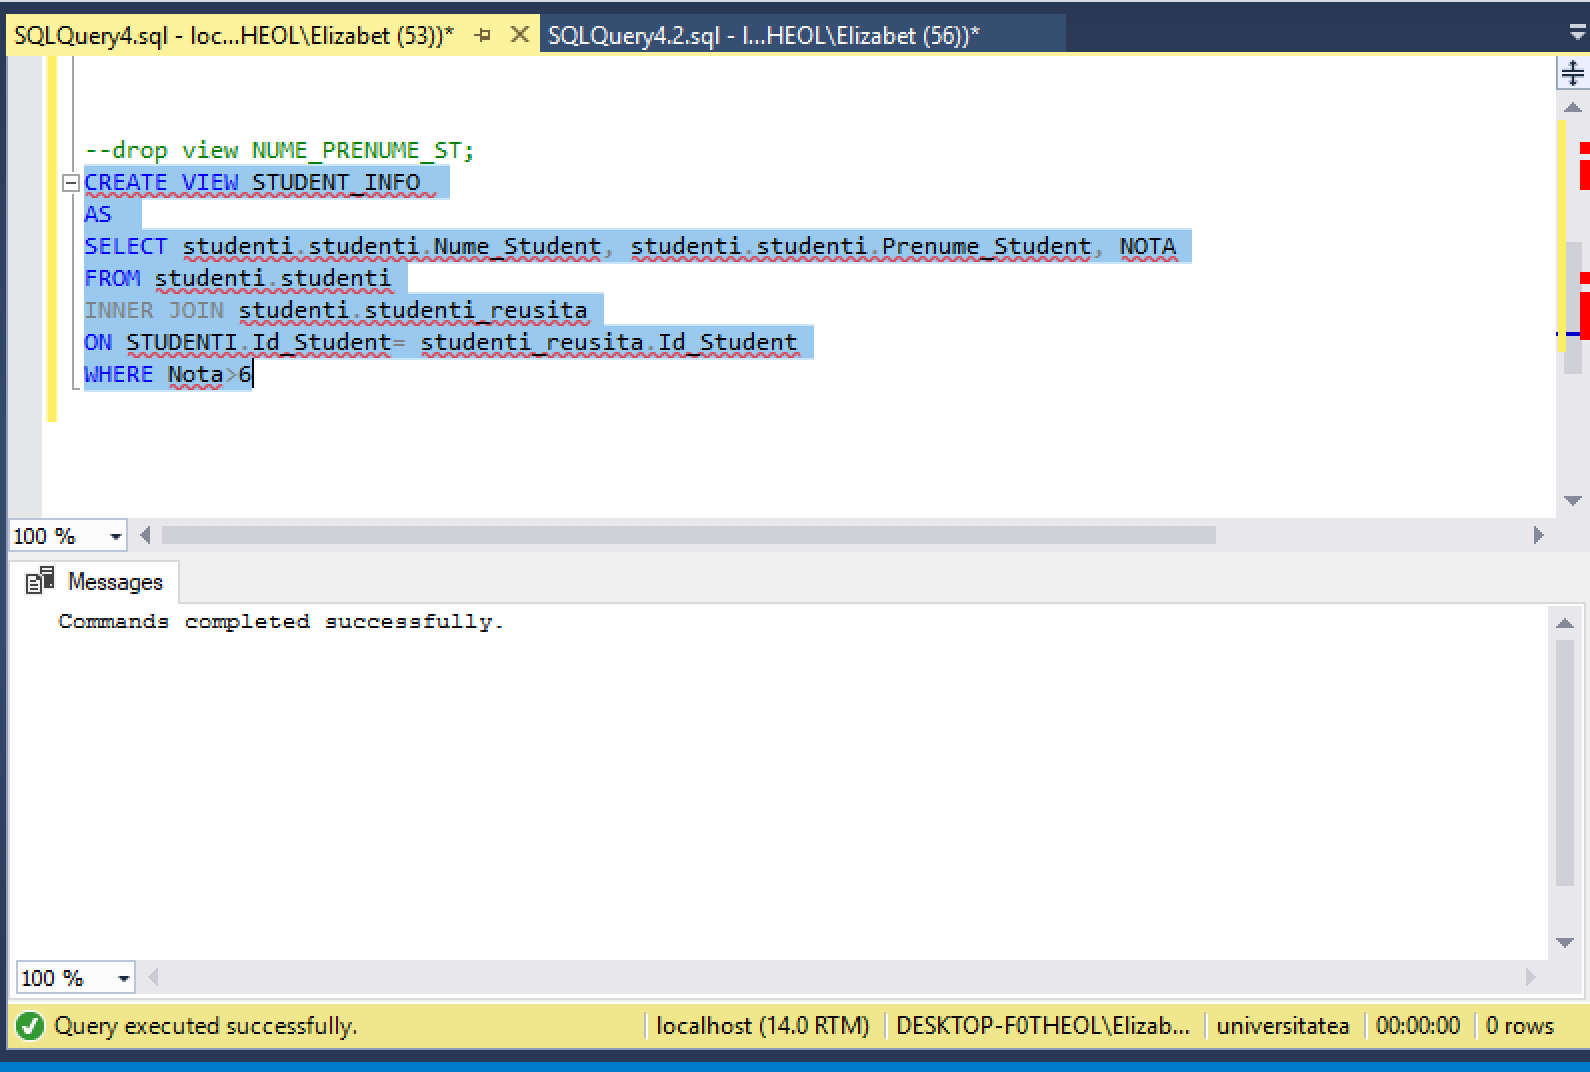 SQLQuery4.sql - loc...HEOL\Elizabet (53))*
SQLQuery4.2.sql - l...HEOL\Elizabet (56))*
--drop view NUME_PRENUME_ST;
CREATE VIEW STUDENT_INFO
AS
SELECT studenti.studenti.Nume_Student, studenti.studenti.Prenume_Student, NOTA
FROM studenti.studenti
INNER JOIN studenti.studenti_reusita
ON STUDENTI.Id_Student= studenti_reusita.Id_Student
WHERE Nota>6
100 %
Messages
Commands completed successfully.
100 %
Query executed successfully.
localhost (14.0 RTM)
DESKTOP-F0THEOL\Elizab...
universitatea
00:00:00
0 rows